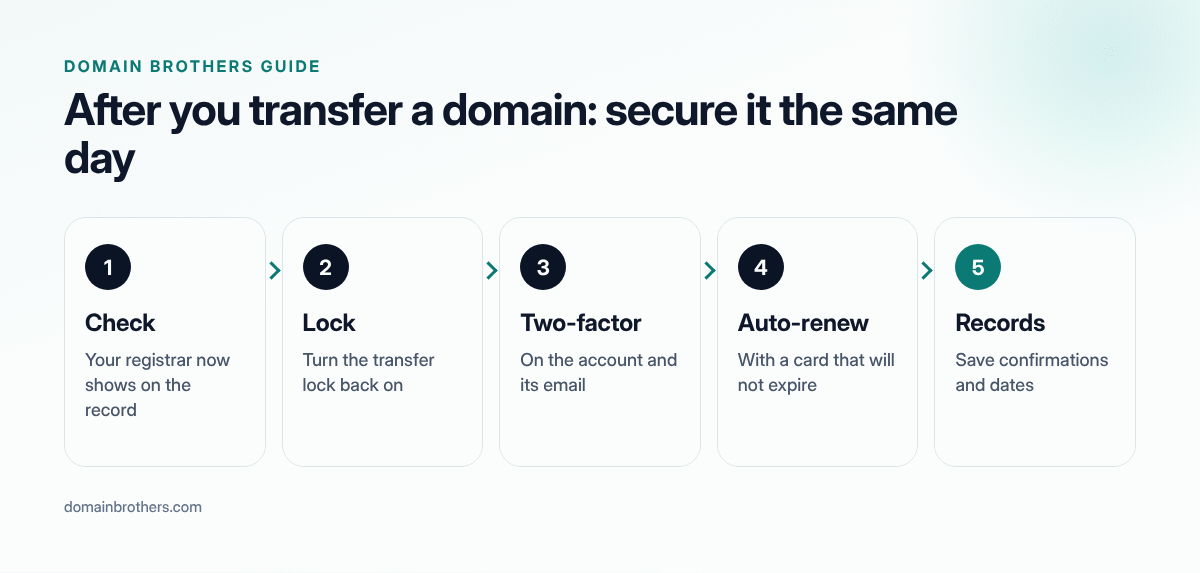 DOMAIN BROTHERS GUIDE
After you transfer a domain: secure it the same
day
1
Check
Your registrar now
shows on the
record
2
Lock
Turn the transfer
lock back on
3
Two-factor
On the account and
its email
4
Auto-renew
With a card that will
not expire
5
Records
Save confirmations
and dates
domainbrothers.com